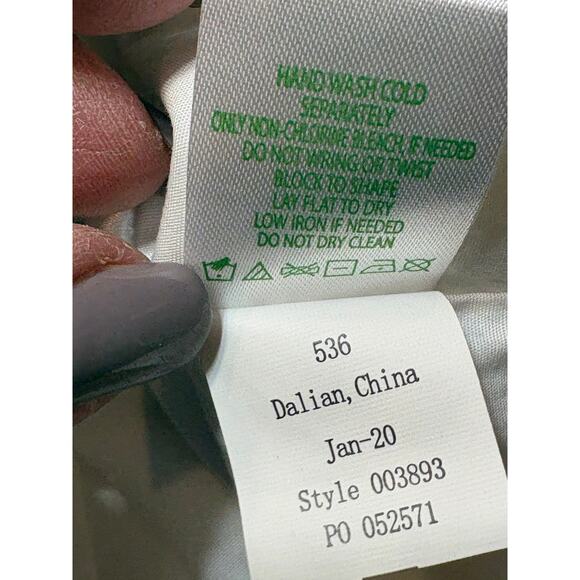 HAND WASH COLD
SEPARATELY
ONLY NON-CHLORINE BLEACH, IF NEEDED
DO NOT WRING OR TWIST
BLOCK TO SHAPE
LAY FLAT TO DRY
LOW IRON IF NEEDED
DO NOT DRY CLEAN
536
Dalian, China
Jan-20
Style 003893
PO 052571